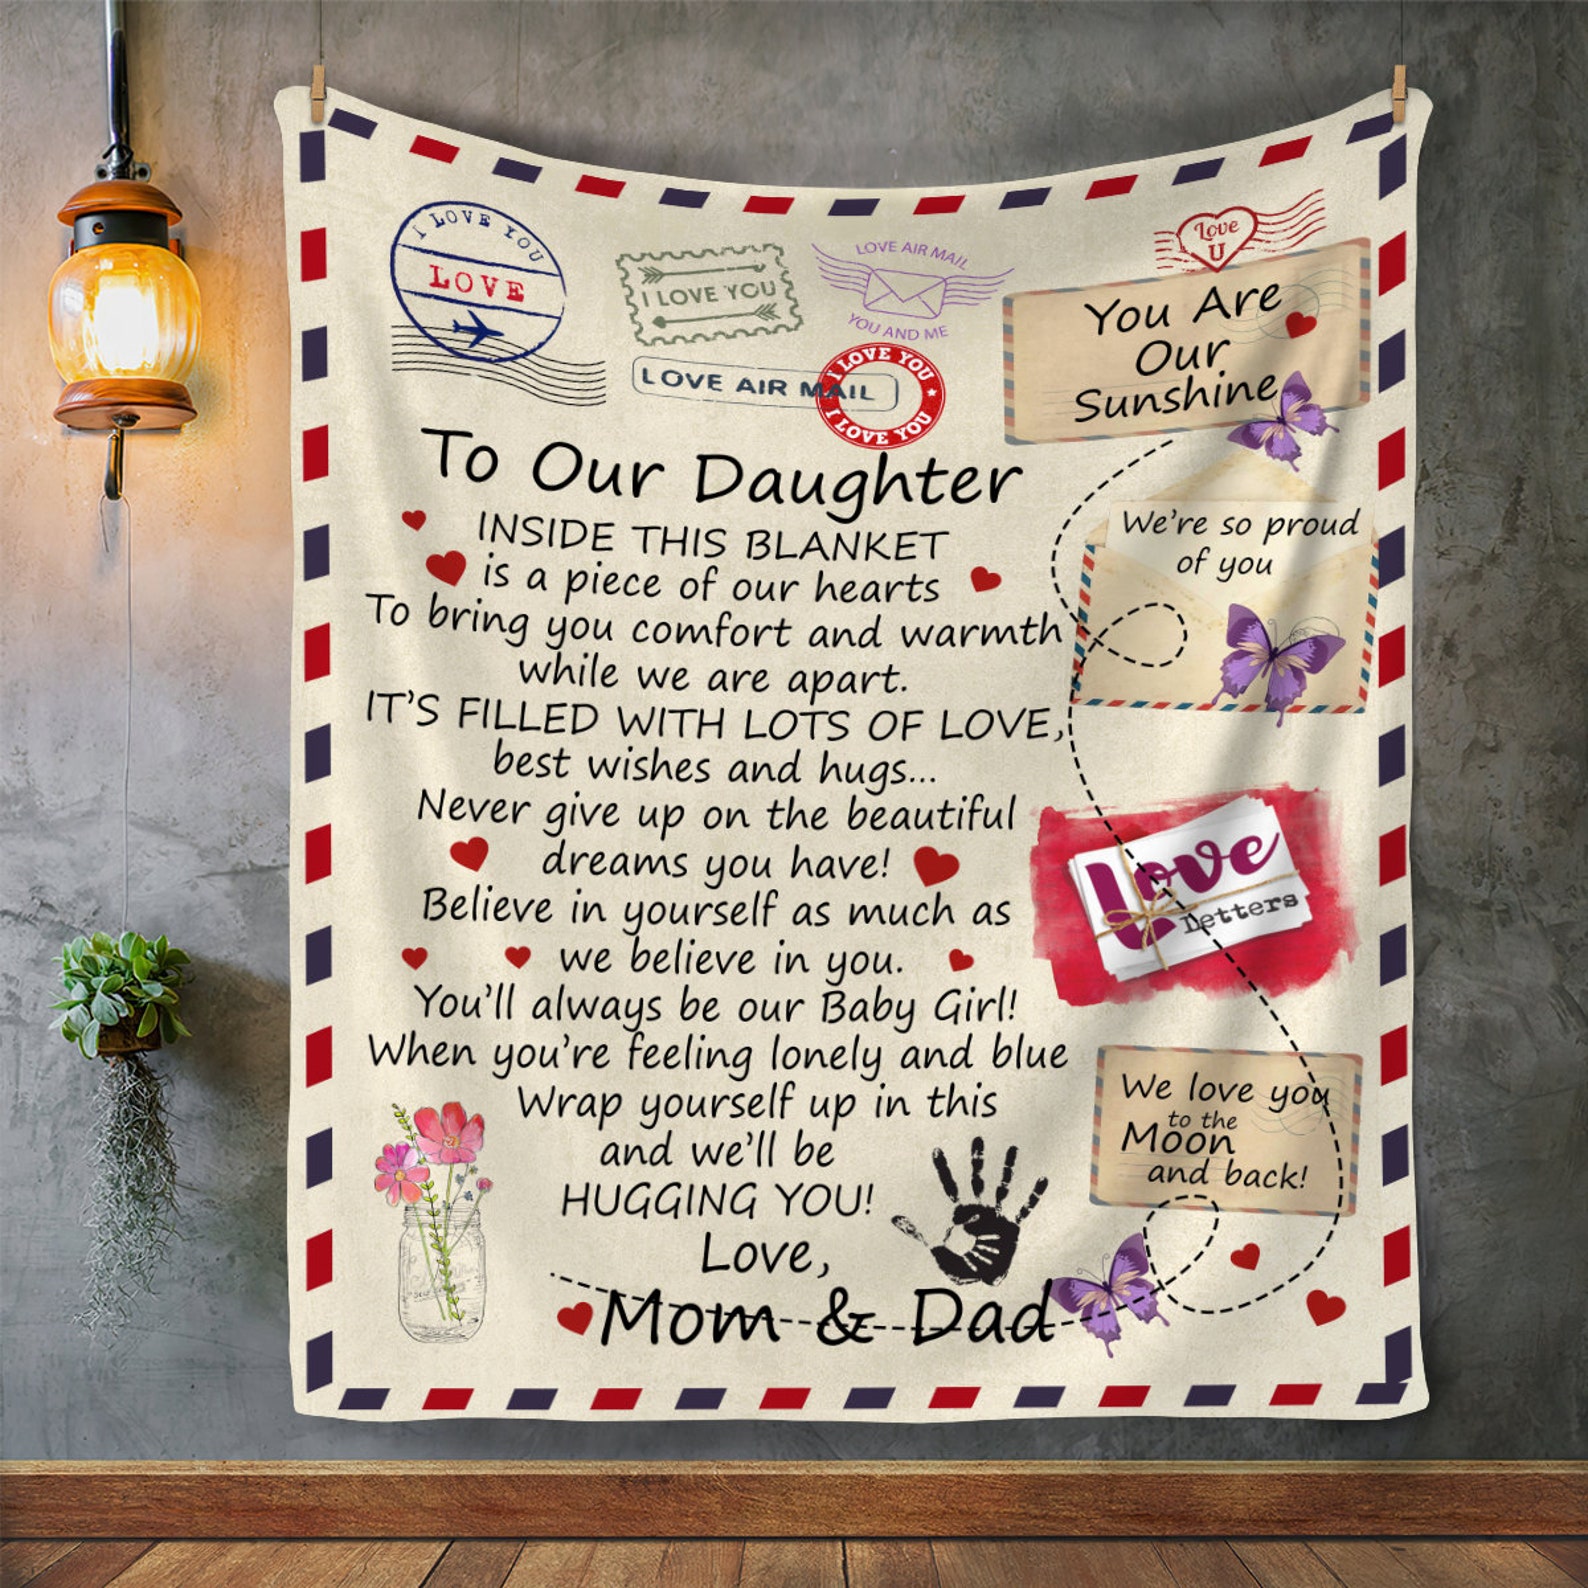 I LOVE YOU
LOVE
I LOVE YOU
LOVE AIR MAIL
YOU AND ME
LOVE AIR MAIL
I LOVE YOU
I LOVE YOU
Love
U
You Are
Our
Sunshine
To Our Daughter
INSIDE THIS BLANKET
is a piece of our hearts
To bring you comfort and warmth
while we are apart.
IT'S FILLED WITH LOTS OF LOVE,
best wishes and hugs...
Never give up on the beautiful
dreams you have!
Believe in yourself as much as
we believe in you.
You'll always be our Baby Girl!
When you're feeling lonely and blue
Wrap yourself up in this
and we'll be
HUGGING YOU!
Love,
Mom & Dad
We're so proud
of you
Love
Letters
We love you
to the
Moon
and back!